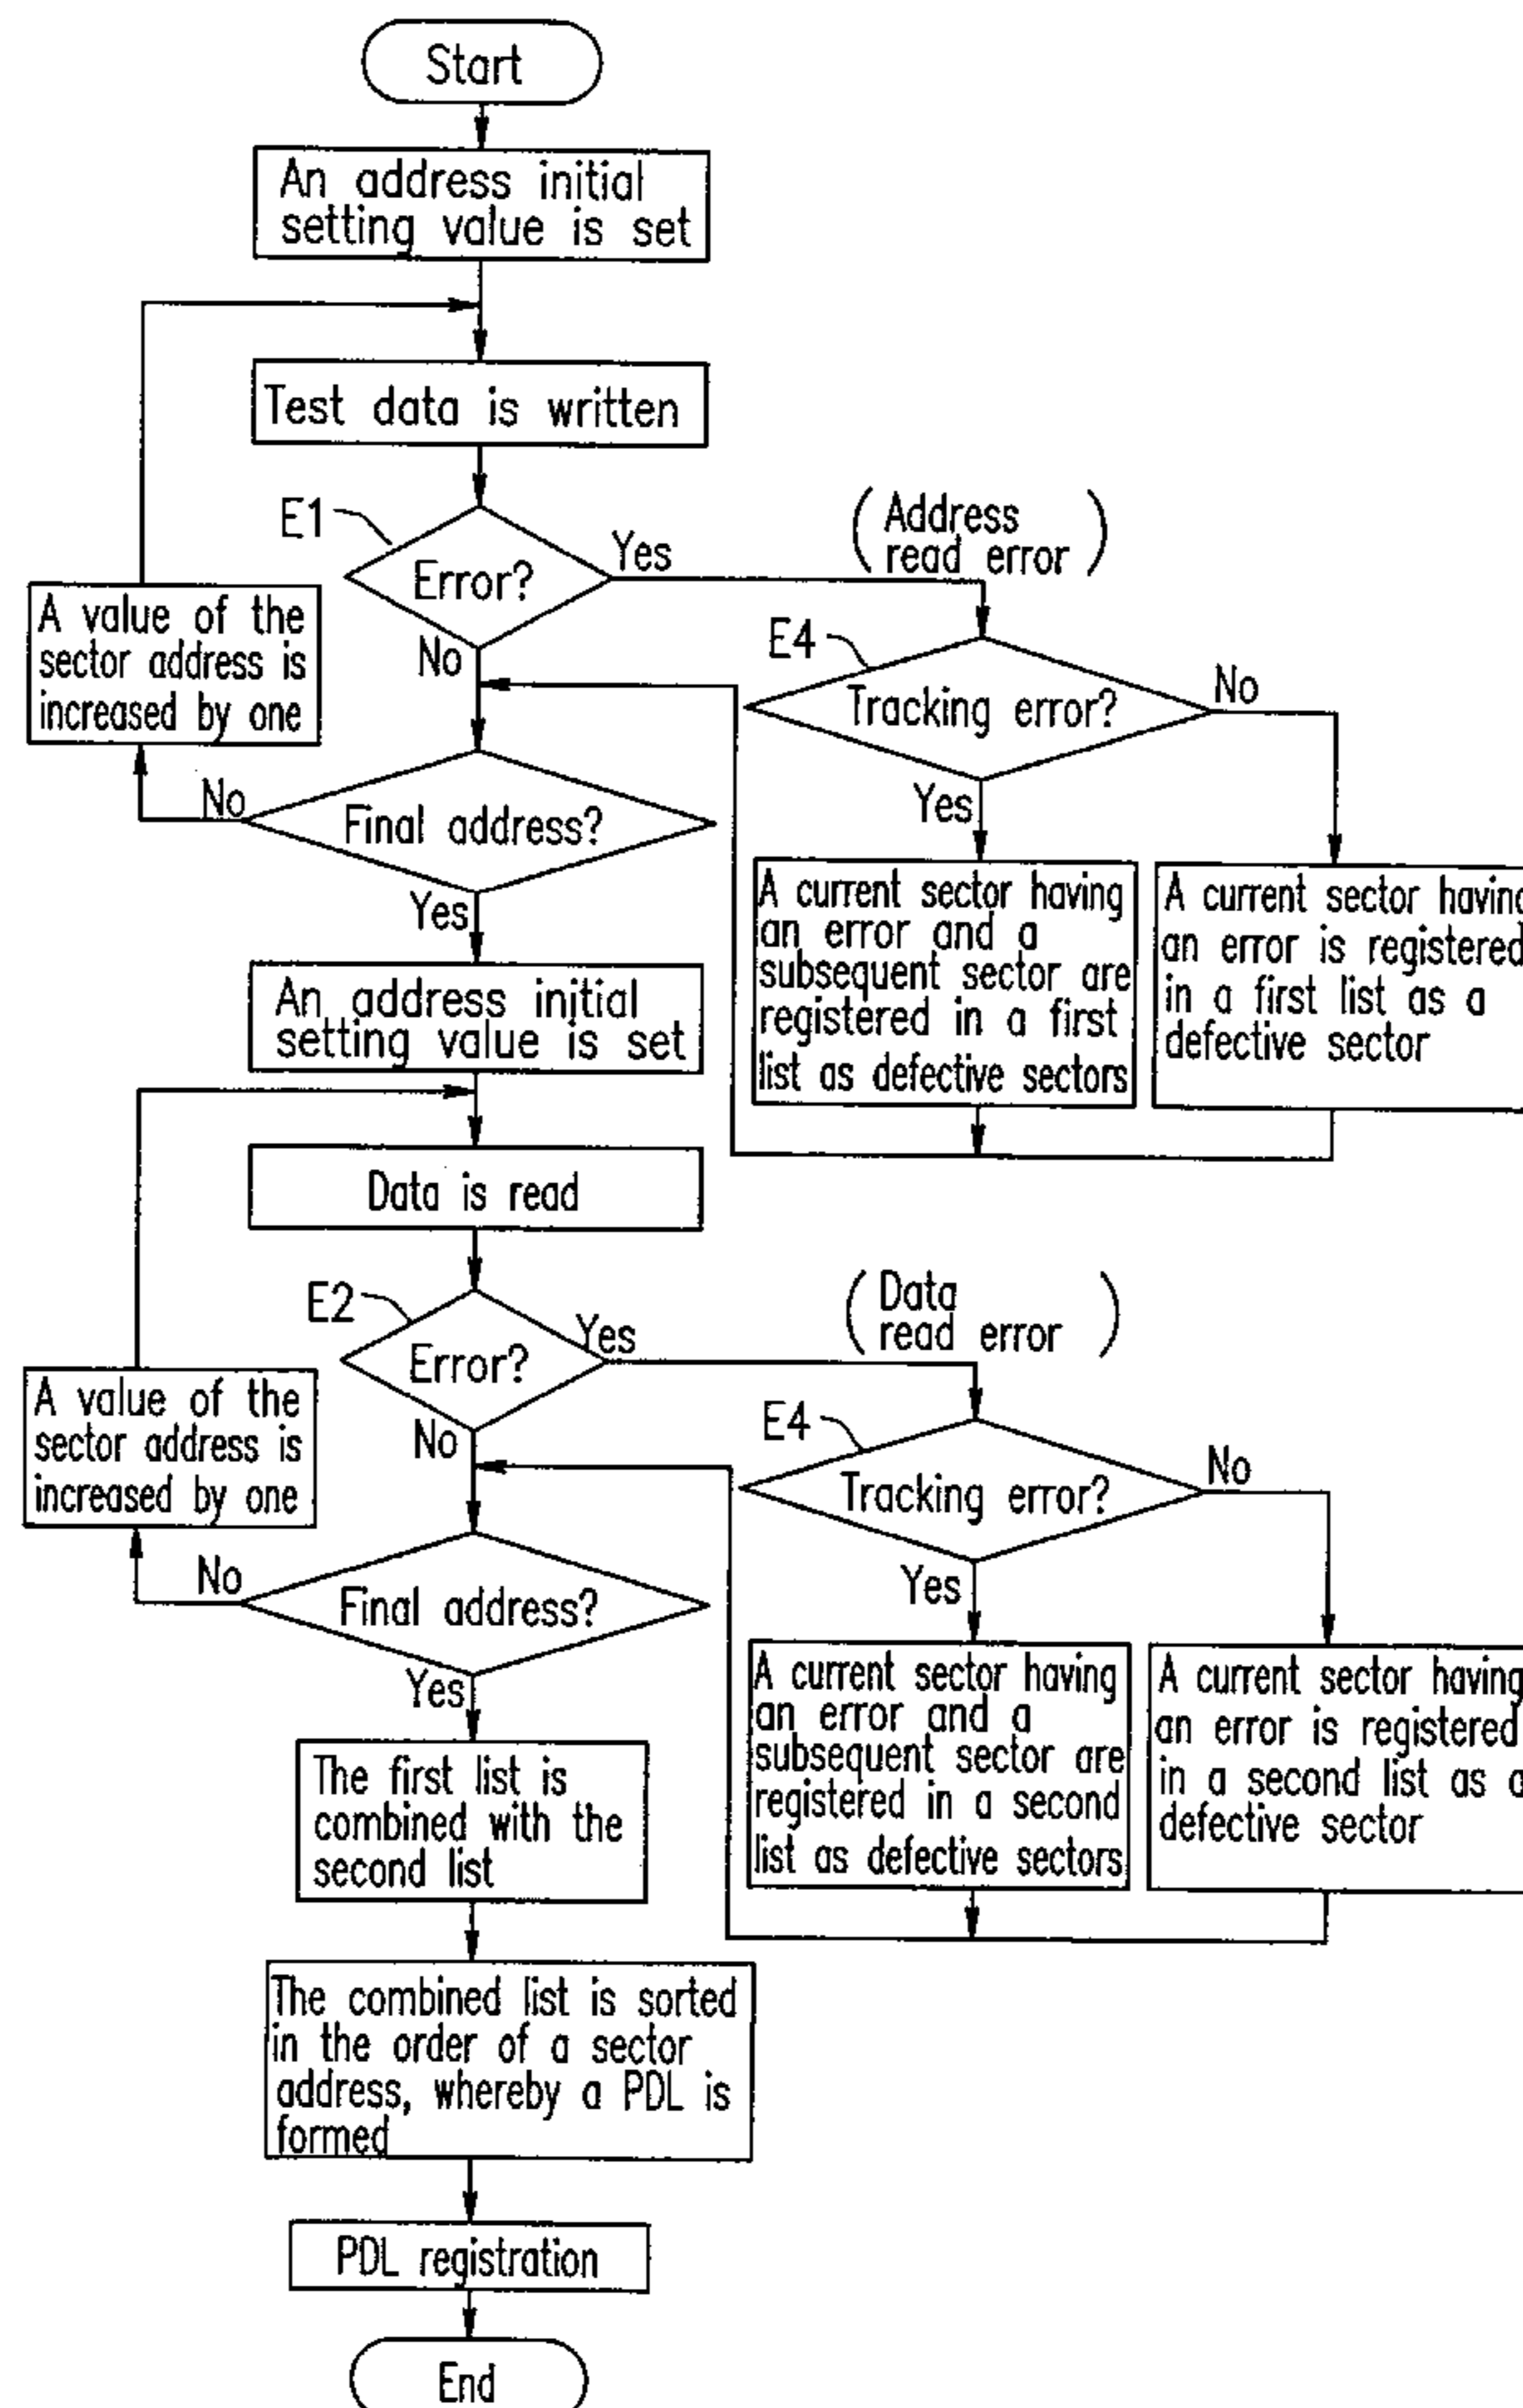 Start
An address initial
setting value is set
Test data is written
E1
Error?
Yes
(Address
read error)
No
A value of the
sector address is
increased by one
E4
Tracking error?
No
Yes
No
Final address?
Yes
A current sector having
an error and a
subsequent sector are
registered in a first
list as defective sectors
A current sector having
an error is registered
in a first list as a
defective sector
An address initial
setting value is set
Data is read
E2
Error?
Yes
(Data
read error)
No
A value of the
sector address is
increased by one
E4
Tracking error?
No
Yes
No
Final address?
Yes
A current sector having
an error and a
subsequent sector are
registered in a second
list as defective sectors
A current sector having
an error is registered
in a second list as a
defective sector
The first list is
combined with the
second list
The combined list is sorted
in the order of a sector
address, whereby a PDL is
formed
PDL registration
End